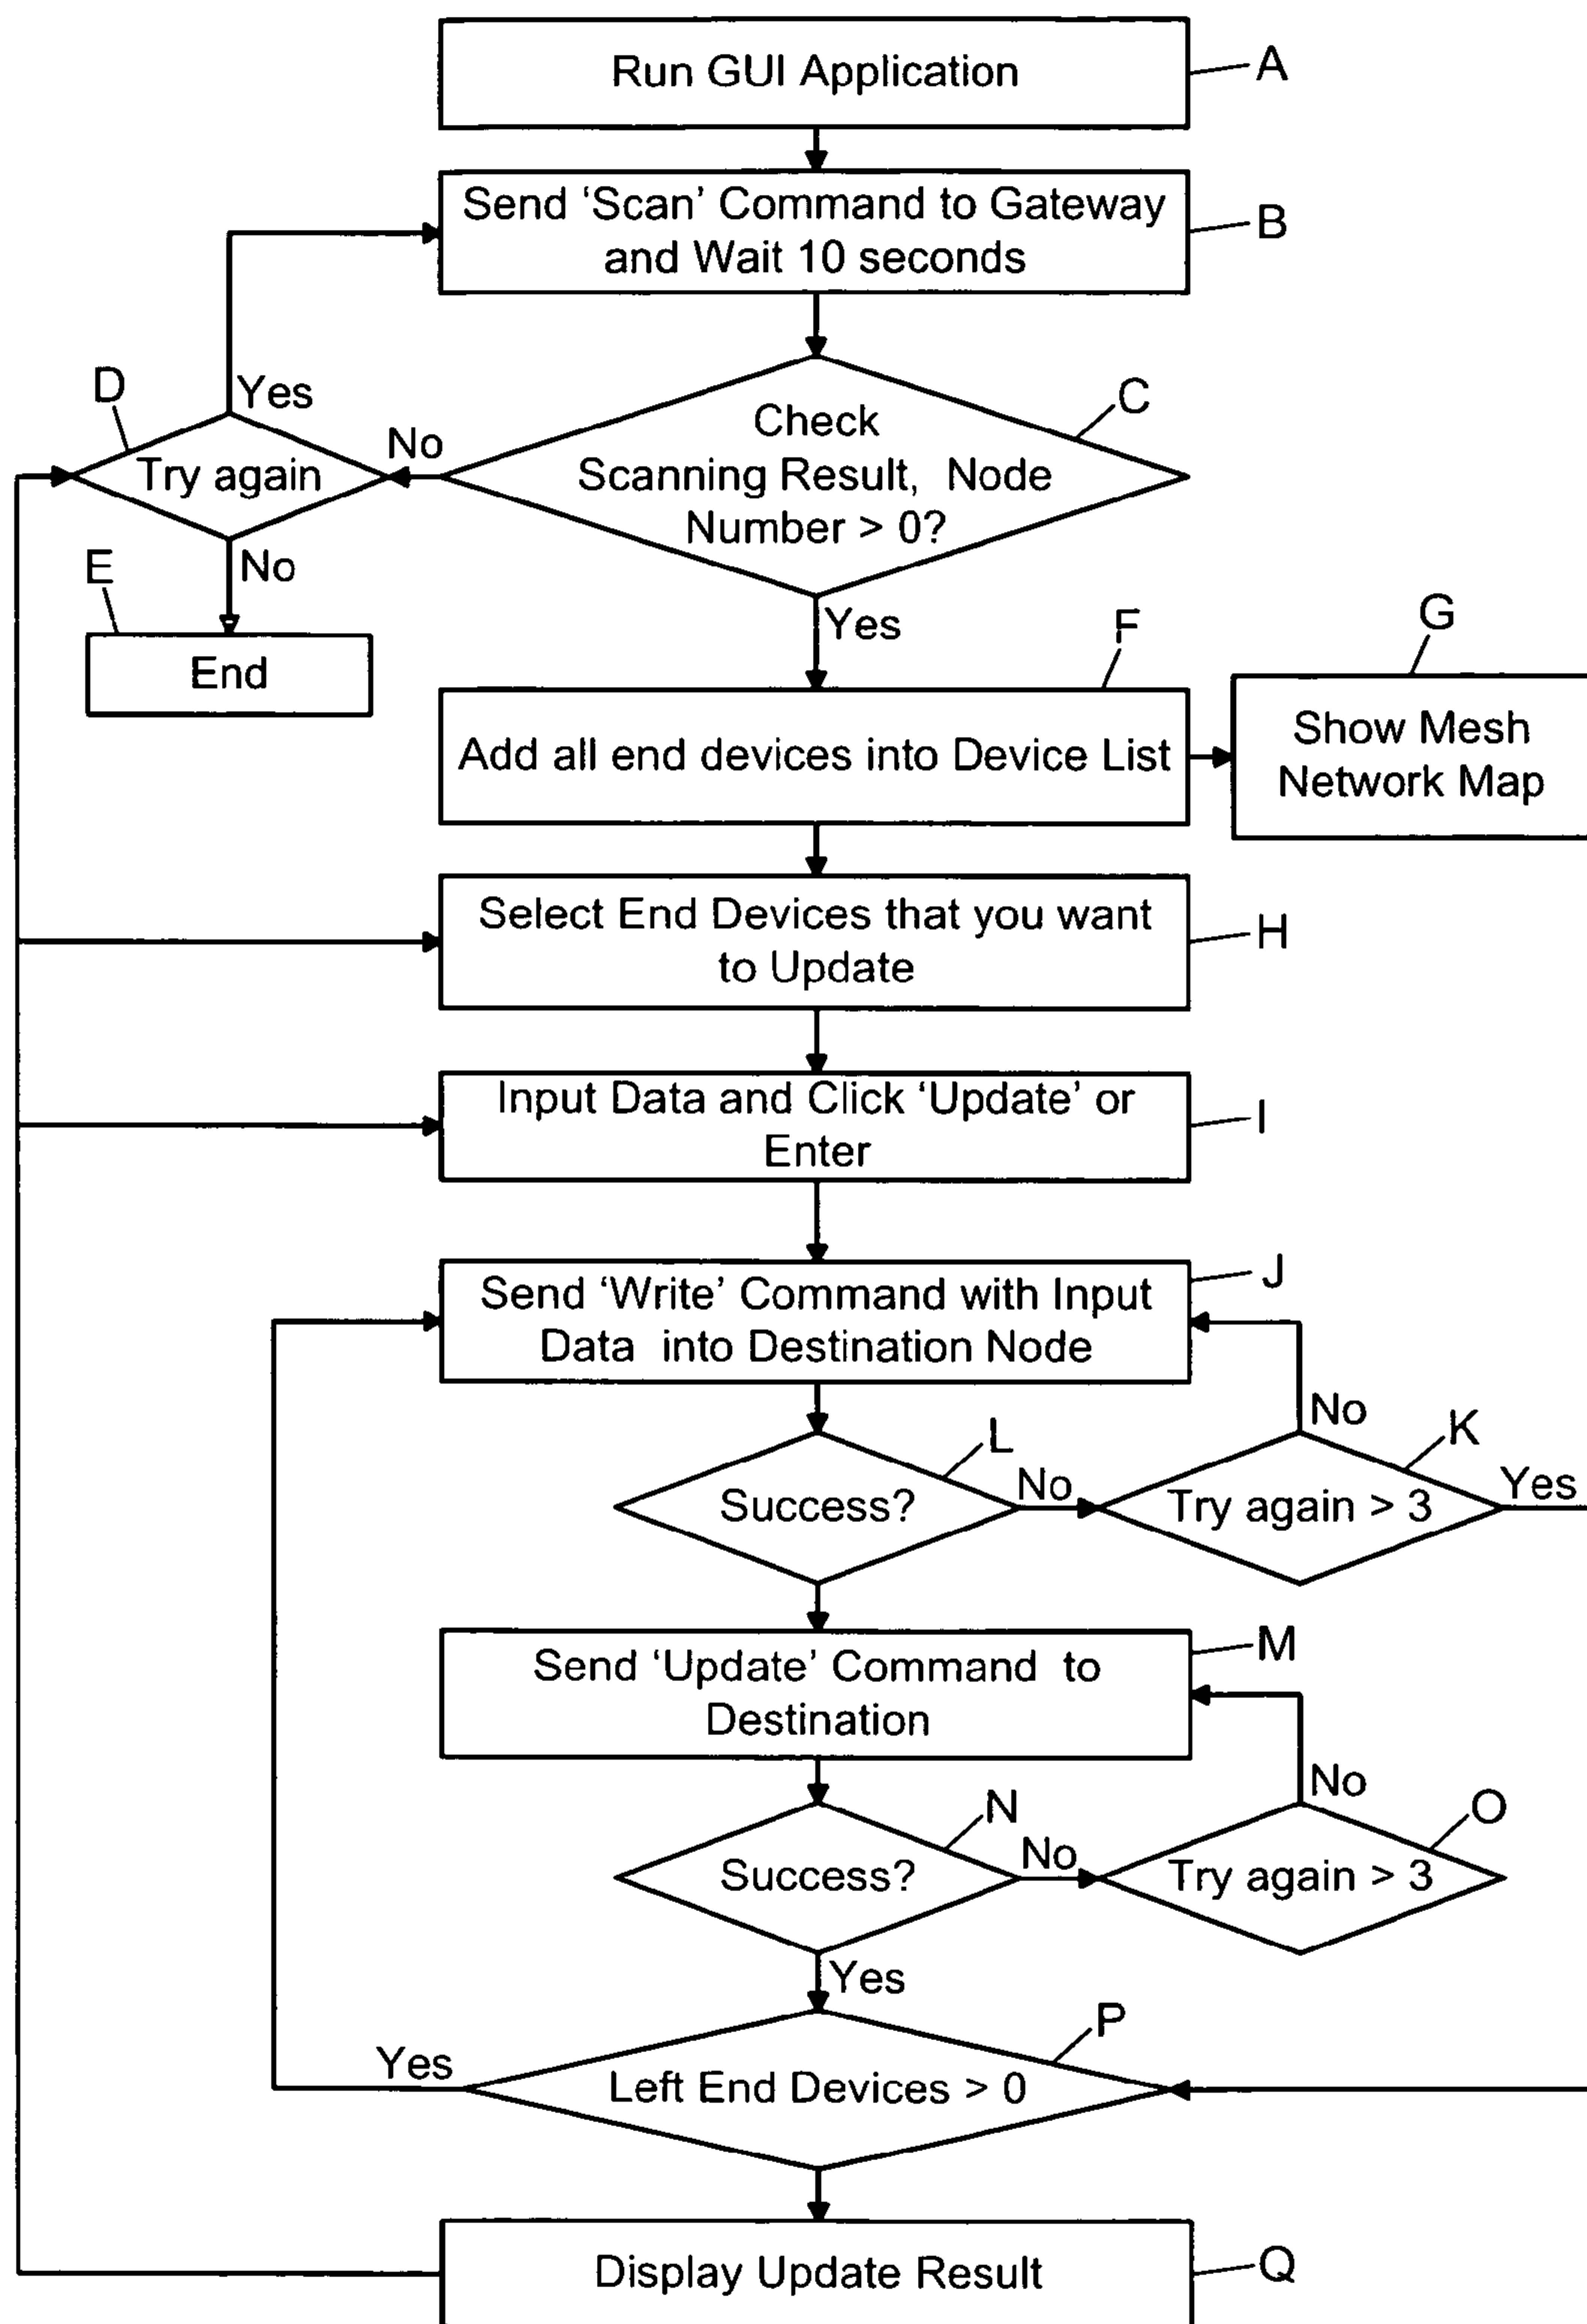 Run GUI Application
A
Send ‘Scan’ Command to Gateway
and Wait 10 seconds
B
D
Yes
Try again
No
C
Check
Scanning Result, Node
Number > 0?
E
No
End
Yes
F
G
Add all end devices into Device List
Show Mesh
Network Map
Select End Devices that you want
to Update
H
Input Data and Click ‘Update’ or
Enter
I
Send ‘Write’ Command with Input
Data into Destination Node
J
No
L
K
Success?
No
Try again > 3
Yes
Send ‘Update’ Command to
Destination
M
No
N
O
Success?
No
Try again > 3
Yes
P
Yes
Left End Devices > 0
Display Update Result
Q